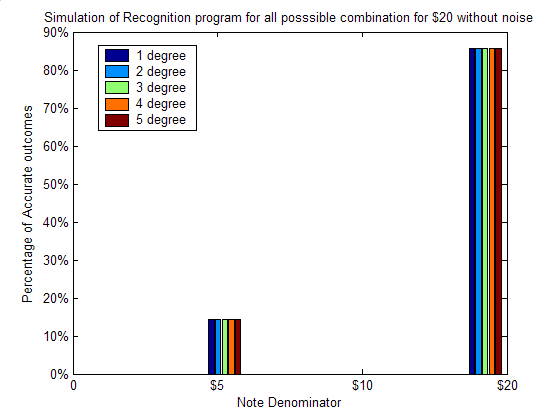 Simulation of Recognition program for all posssible combination for $20 without noise
90%
80%
70%
60%
50%
40%
30%
20%
10%
0%
Percentage of Accurate outcomes
1 degree
2 degree
3 degree
4 degree
5 degree
0
$5
$10
$20
Note Denominator